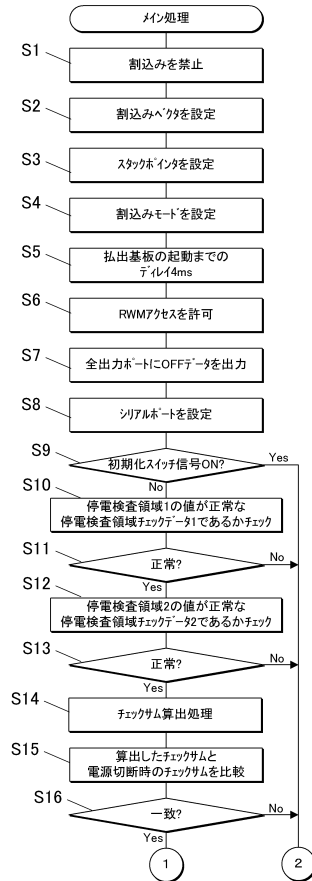 メイン処理
S1
割込みを禁止
S2
割込みベクタを設定
S3
スタックポインタを設定
S4
割込みモードを設定
S5
払出基板の起動までの
ディレイ4ms
S6
RWMアクセスを許可
S7
全出力ポートにOFFデータを出力
S8
シリアルポートを設定
S9
初期化スイッチ信号ON?
Yes
No
S10
停電検査領域1の値が正常な
停電検査領域チェックデータ1であるかチェック
S11
正常?
No
Yes
S12
停電検査領域2の値が正常な
停電検査領域チェックデータ2であるかチェック
S13
正常?
No
Yes
S14
チェックサム算出処理
S15
算出したチェックサムと
電源切断時のチェックサムを比較
S16
一致?
No
Yes
1
2